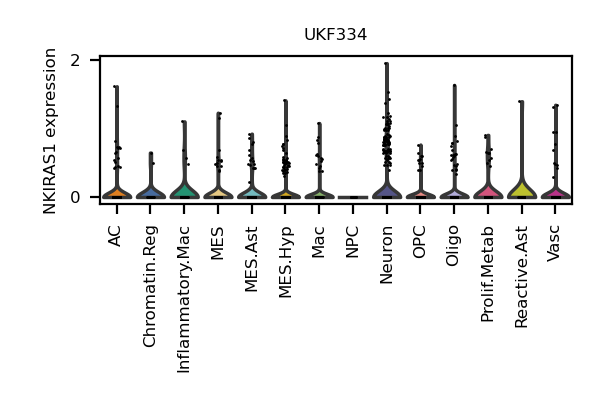 UKF334
NKIRAS1 expression
2
0
AC
Chromatin.Reg
Inflammatory.Mac
MES
MES.Ast
MES.Hyp
Mac
NPC
Neuron
OPC
Oligo
Prolif.Metab
Reactive.Ast
Vasc